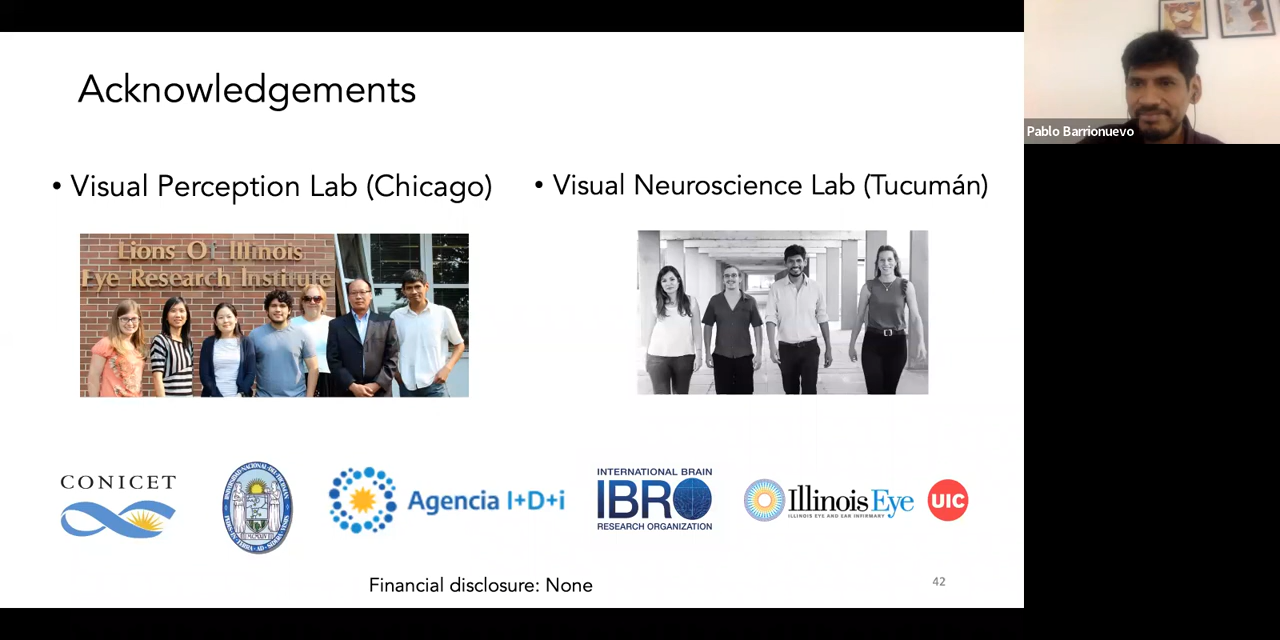 Acknowledgements
Pablo Barrionuevo
• Visual Perception Lab (Chicago)
• Visual Neuroscience Lab (Tucumán)
Lions Of Illinois
Eye Research Institute
CONICET
Agencia I+D+i
INTERNATIONAL BRAIN
IBRO
RESEARCH ORGANIZATION
Illinois Eye
ILLINOIS EYE AND EAR INFIRMARY
UIC
Financial disclosure: None
42